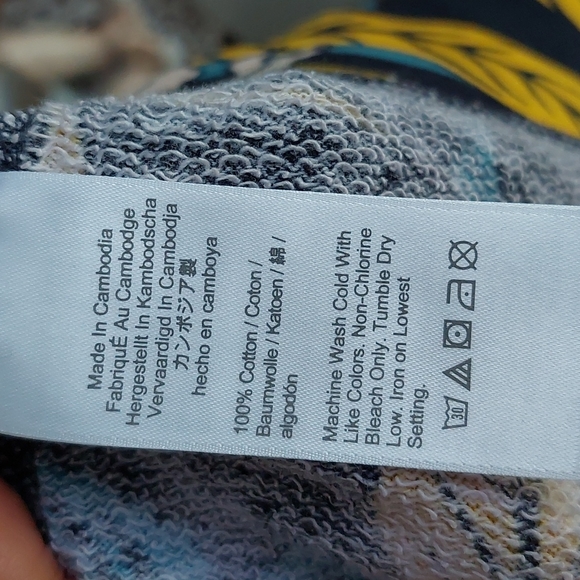 Made In Cambodia
FabriquÉ Au Cambodge
Hergestellt In Kambodscha
Vervaardigd In Cambodja
カンボジア製
hecho en camboya
100% Cotton / Coton /
Baumwolle / Katoen / 綿 /
algodón
Machine Wash Cold With
Like Colors. Non-Chlorine
Bleach Only. Tumble Dry
Low. Iron on Lowest
Setting.
30